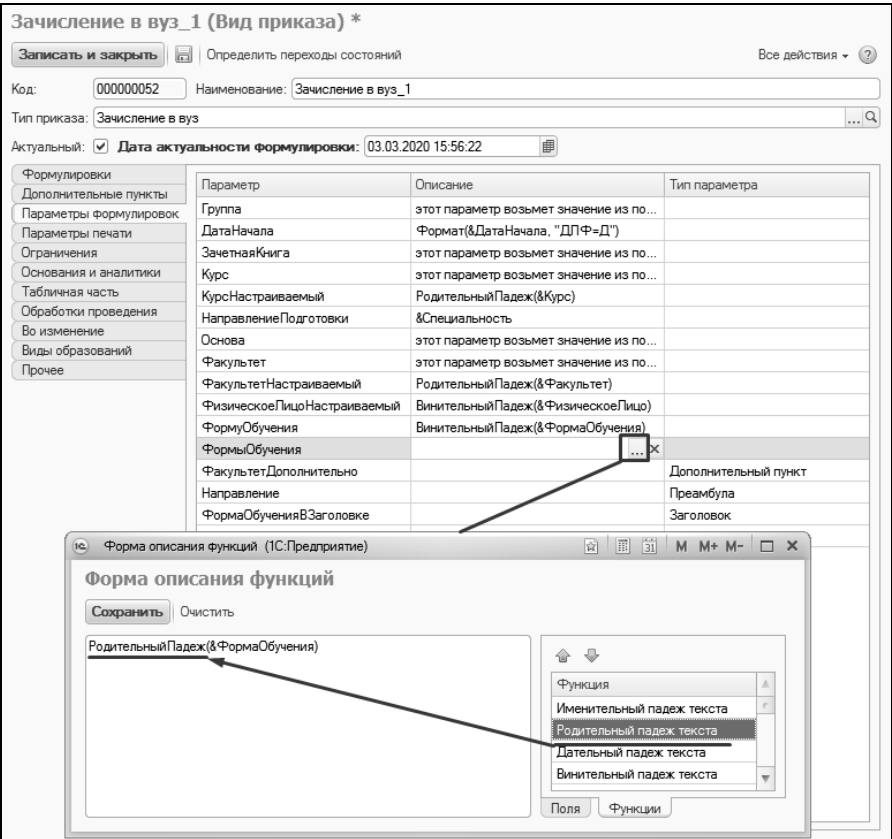 Зачисление в вуз_1 (Вид приказа) *
Записать и закрыть Определить переходы состояний Все действия ?
Код: 000000052 Наименование: Зачисление в вуз_1
Тип приказа: Зачисление в вуз ...
Актуальный: Дата актуальности формулировки: 03.03.2020 15:56:22
Формулировки
Дополнительные пункты
Параметры формулировок
Параметры печати
Ограничения
Основания и аналитики
Табличная часть
Обработки проведения
Во изменение
Виды образований
Прочее
Параметр Описание Тип параметра
Группа этот параметр возьмет значение из по...
ДатаНачала Формат(&ДатаНачала, "ДЛФ=Д")
ЗачетнаяКнига этот параметр возьмет значение из по...
Курс этот параметр возьмет значение из по...
КурсНастраиваемый РодительныйПадеж(&Курс)
НаправлениеПодготовки &Специальность
Основа этот параметр возьмет значение из по...
Факультет этот параметр возьмет значение из по...
ФакультетНастраиваемый РодительныйПадеж(&Факультет)
ФизическоеЛицоНастраиваемый ВинительныйПадеж(&ФизическоеЛицо)
ФормуОбучения ВинительныйПадеж(&ФормаОбучения)
ФормыОбучения ... x
ФакультетДополнительно Дополнительный пункт
Направление Преамбула
ФормаОбученияВЗаголовке Заголовок
1С Форма описания функций (1С:Предприятие) 31 M M+ M-
Форма описания функций
Сохранить Очистить
РодительныйПадеж(&ФормаОбучения)
Функция
Именительный падеж текста
Родительный падеж текста
Дательный падеж текста
Винительный падеж текста
Поля Функции